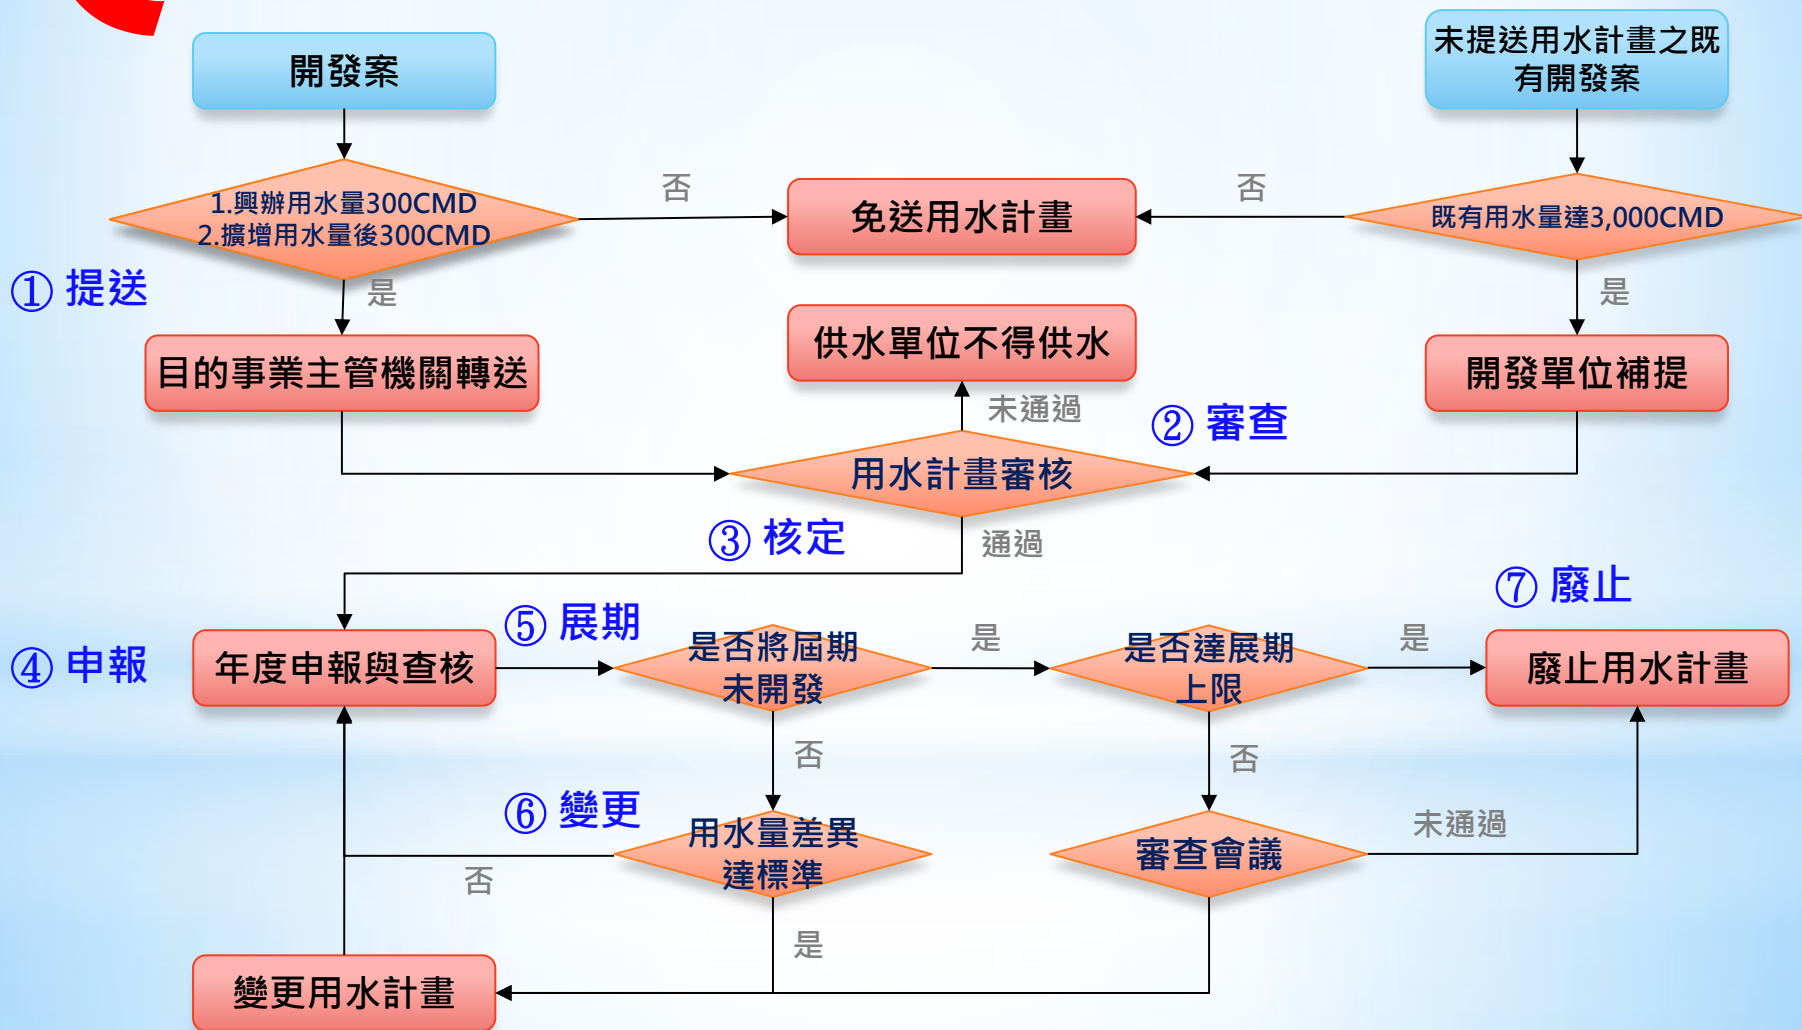 開發案
未提送用水計畫之既
有開發案
1.興辦用水量300CMD
2.擴增用水量後300CMD
否
免送用水計畫
否
既有用水量達3,000CMD
① 提送
是
是
目的事業主管機關轉送
供水單位不得供水
開發單位補提
未通過
② 審查
用水計畫審核
③ 核定
通過
⑦ 廢止
④ 申報
年度申報與查核
⑤ 展期
是否將屆期
未開發
是
是否達展期
上限
是
廢止用水計畫
否
否
⑥ 變更
用水量差異
達標準
審查會議
未通過
否
是
變更用水計畫